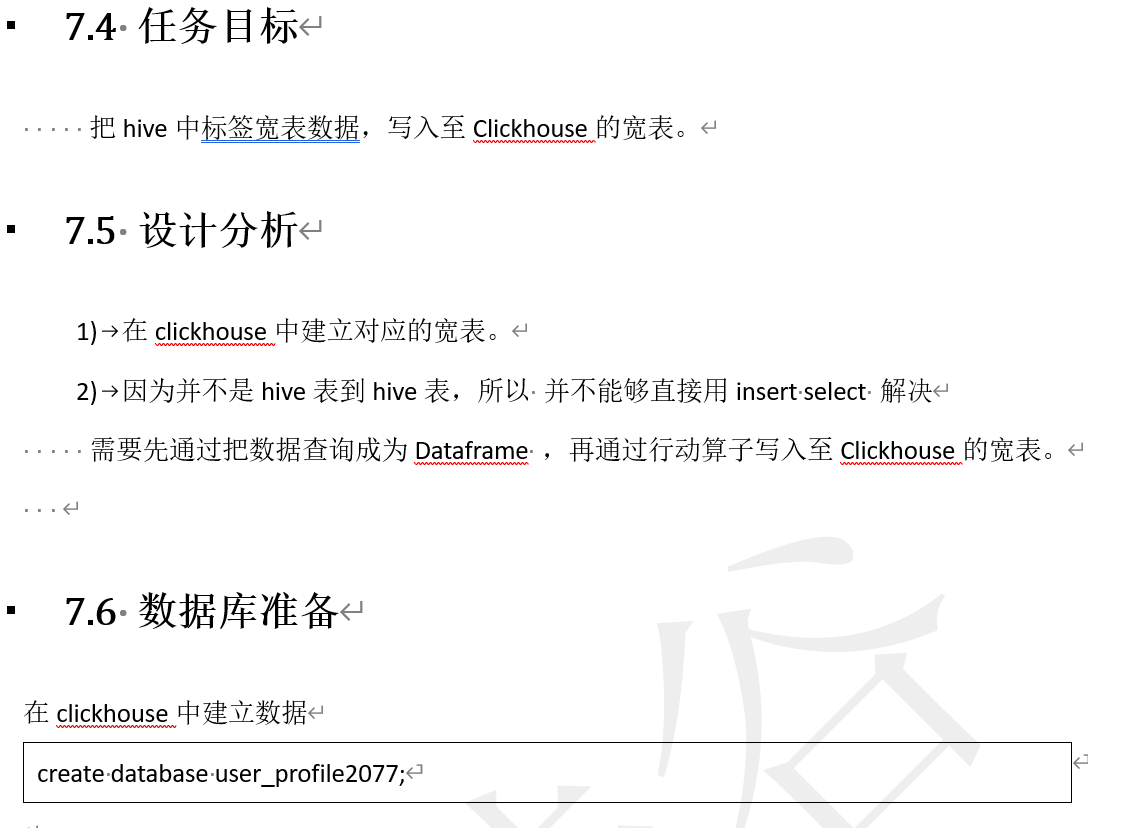 7.4 任务目标
把 hive 中标签宽表数据，写入至 Clickhouse 的宽表。
7.5 设计分析
1) 在 clickhouse 中建立对应的宽表。
2) 因为并不是 hive 表到 hive 表，所以 并不能够直接用 insert select 解决
需要先通过把数据查询成为 Dataframe ，再通过行动算子写入至 Clickhouse 的宽表。
7.6 数据库准备
在 clickhouse 中建立数据
create database user_profile2077;